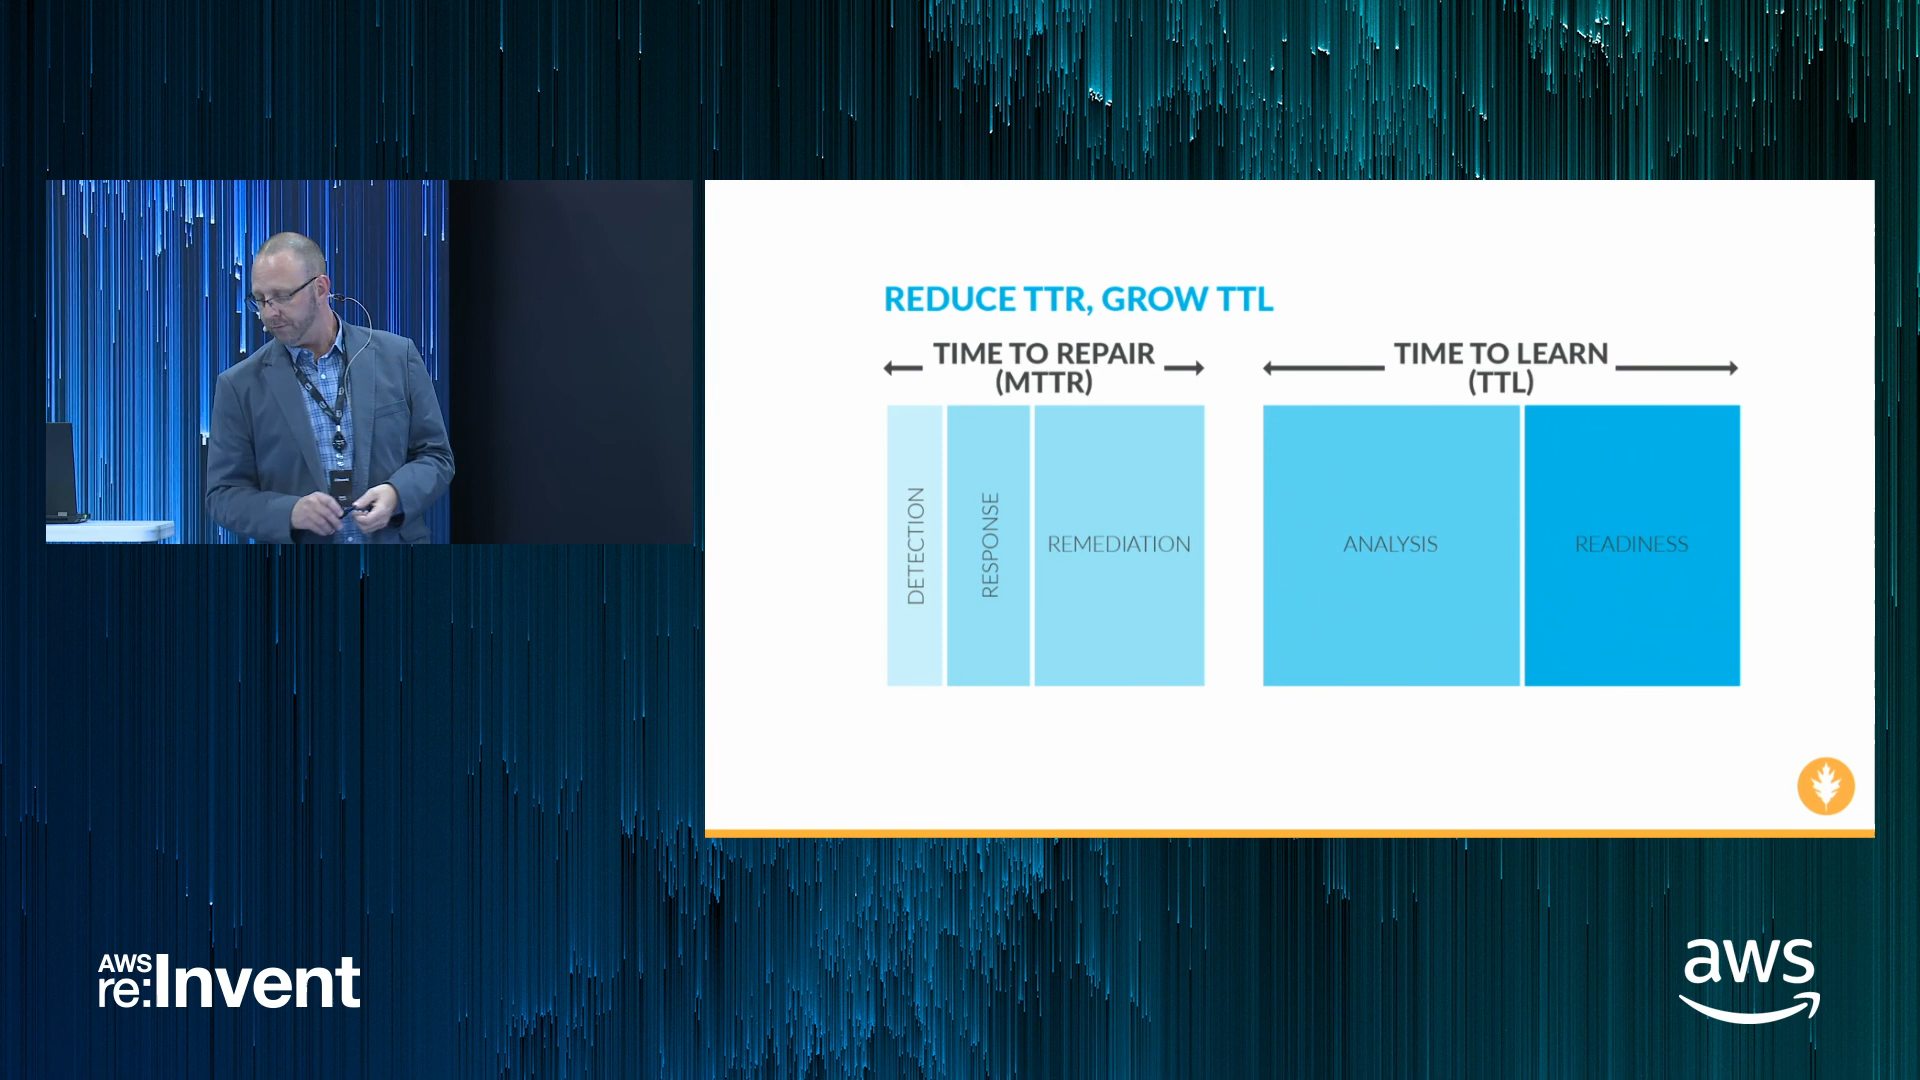 REDUCE TTR, GROW TTL
TIME TO REPAIR
(MTTR)
TIME TO LEARN
(TTL)
DETECTION
RESPONSE
REMEDIATION
ANALYSIS
READINESS
AWS
re:Invent
aws